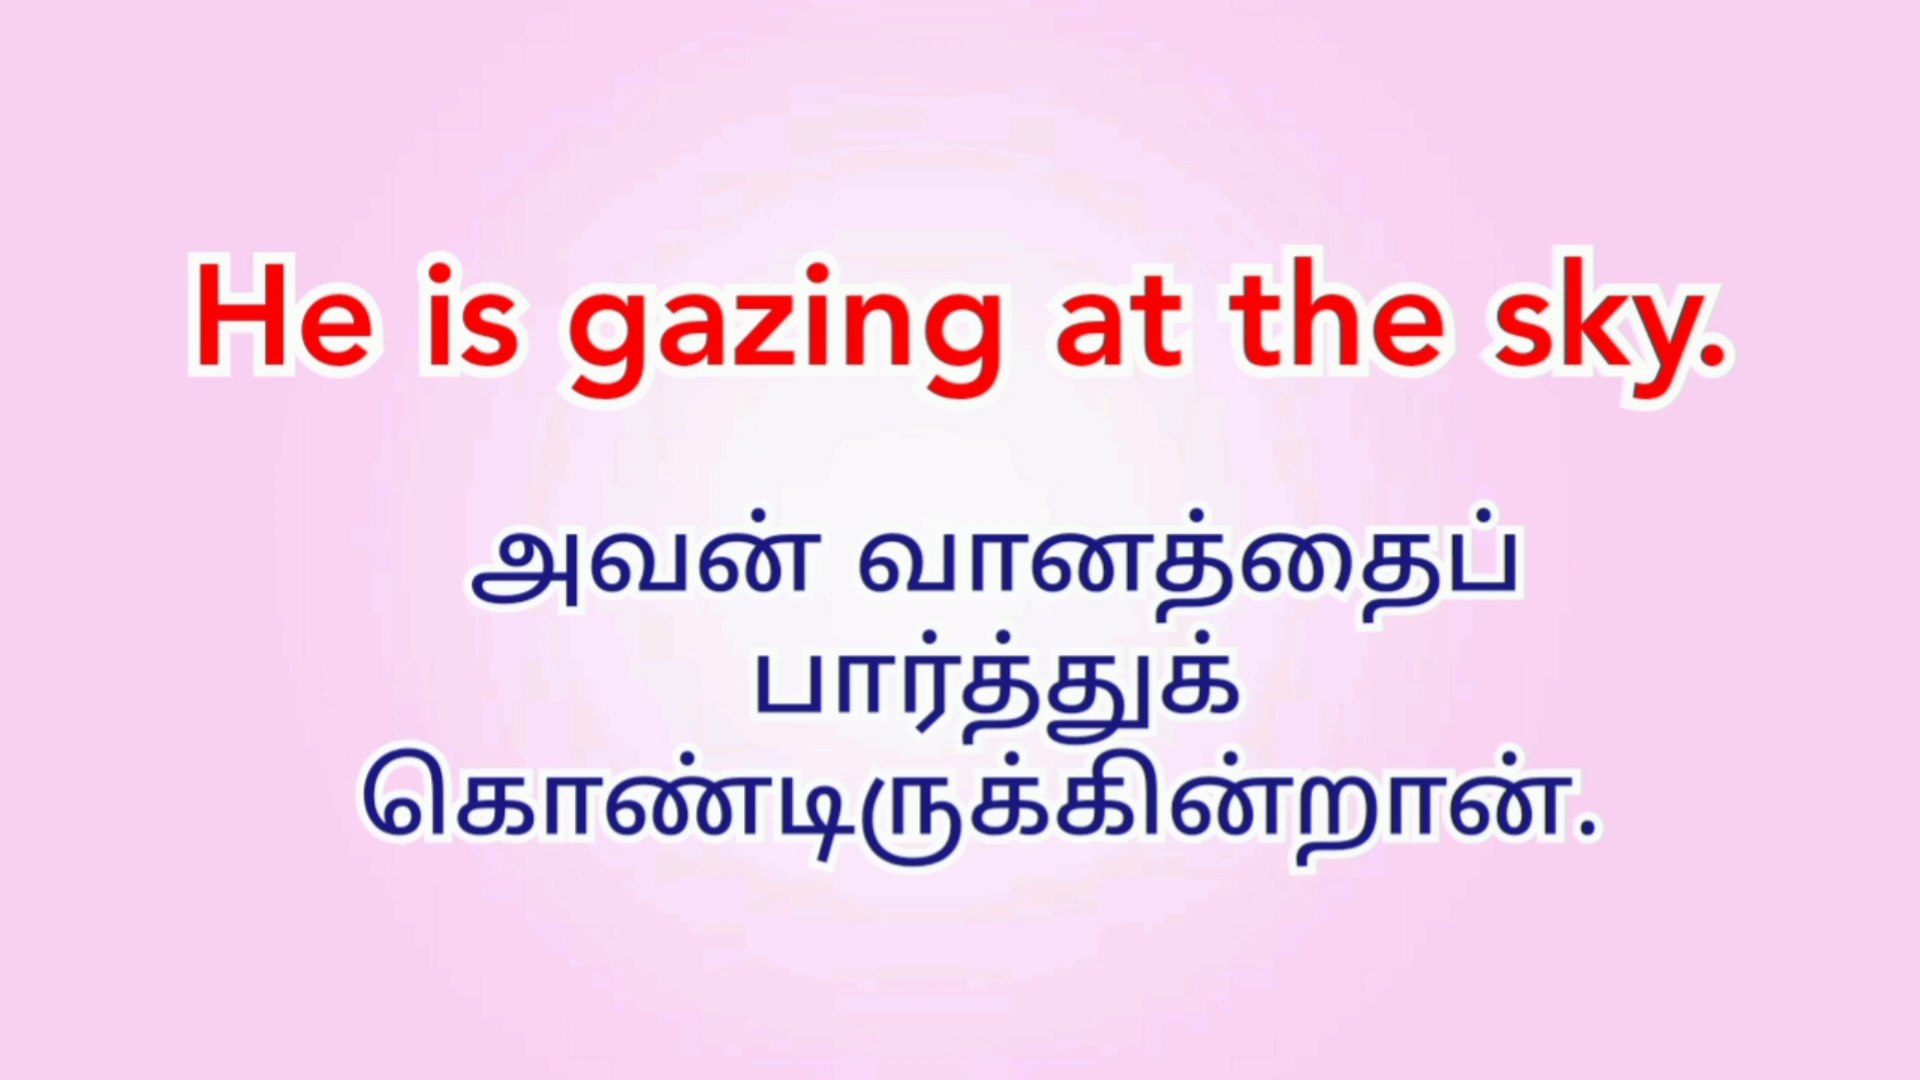 He is gazing at the sky.
அவன் வானத்தைப்
பார்த்துக்
கொண்டிருக்கின்றான்.